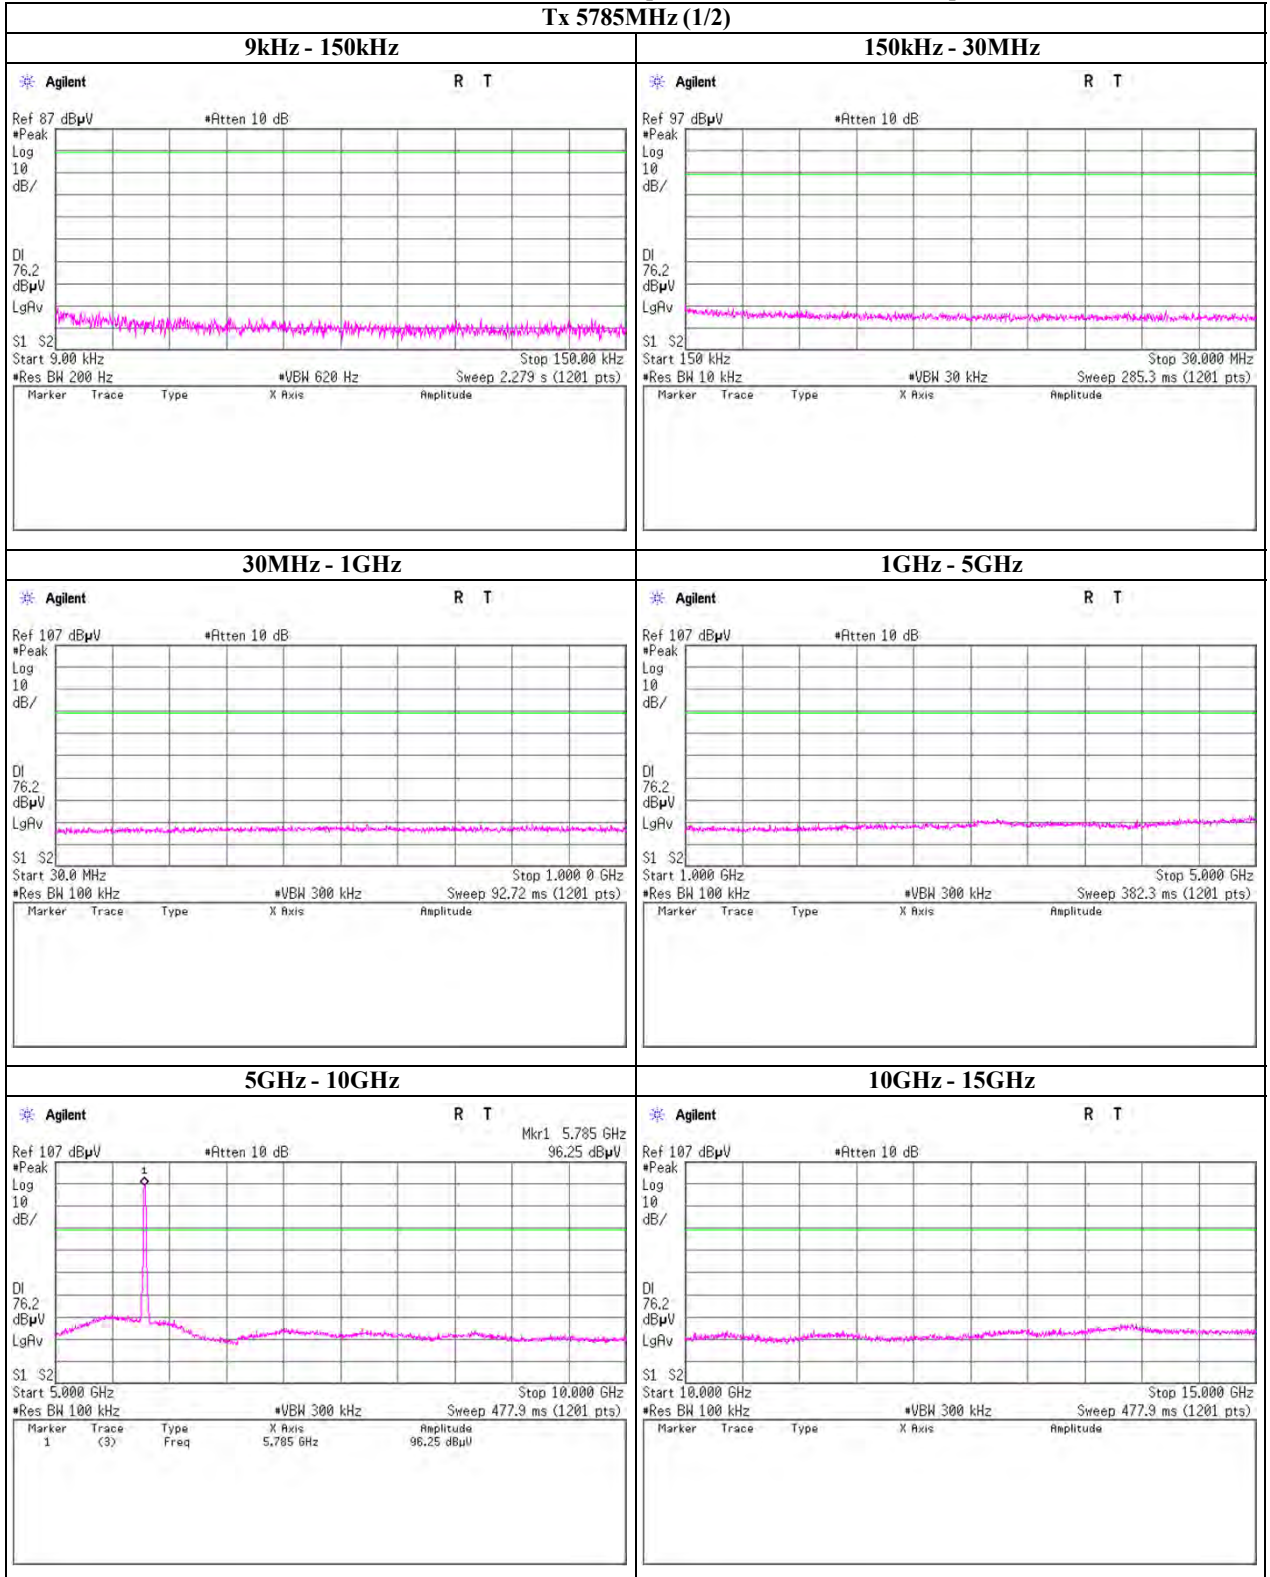 Tx 5785MHz (1/2)
9kHz - 150kHz
Agilent R T
Ref 87 dBµV #Atten 10 dB
#Peak
Log
10
dB/
DI
76.2
dBµV
LgAv
S1 S2
Start 9.00 kHz Stop 150.00 kHz
#Res BW 200 Hz #VBW 620 Hz Sweep 2.279 s (1201 pts)
Marker Trace Type X Axis Amplitude
150kHz - 30MHz
Agilent R T
Ref 97 dBµV #Atten 10 dB
#Peak
Log
10
dB/
DI
76.2
dBµV
LgAv
S1 S2
Start 150 kHz Stop 30.000 MHz
#Res BW 10 kHz #VBW 30 kHz Sweep 285.3 ms (1201 pts)
Marker Trace Type X Axis Amplitude
30MHz - 1GHz
Agilent R T
Ref 107 dBµV #Atten 10 dB
#Peak
Log
10
dB/
DI
76.2
dBµV
LgAv
S1 S2
Start 30.0 MHz Stop 1.000 0 GHz
#Res BW 100 kHz #VBW 300 kHz Sweep 92.72 ms (1201 pts)
Marker Trace Type X Axis Amplitude
1GHz - 5GHz
Agilent R T
Ref 107 dBµV #Atten 10 dB
#Peak
Log
10
dB/
DI
76.2
dBµV
LgAv
S1 S2
Start 1.000 GHz Stop 5.000 GHz
#Res BW 100 kHz #VBW 300 kHz Sweep 382.3 ms (1201 pts)
Marker Trace Type X Axis Amplitude
5GHz - 10GHz
Agilent R T
Mkr1 5.785 GHz
Ref 107 dBµV #Atten 10 dB 96.25 dBµV
#Peak
1
Log
10
dB/
DI
76.2
dBµV
LgAv
S1 S2
Start 5.000 GHz Stop 10.000 GHz
#Res BW 100 kHz #VBW 300 kHz Sweep 477.9 ms (1201 pts)
Marker Trace Type X Axis Amplitude
1 (3) Freq 5.785 GHz 96.25 dBµV
10GHz - 15GHz
Agilent R T
Ref 107 dBµV #Atten 10 dB
#Peak
Log
10
dB/
DI
76.2
dBµV
LgAv
S1 S2
Start 10.000 GHz Stop 15.000 GHz
#Res BW 100 kHz #VBW 300 kHz Sweep 477.9 ms (1201 pts)
Marker Trace Type X Axis Amplitude